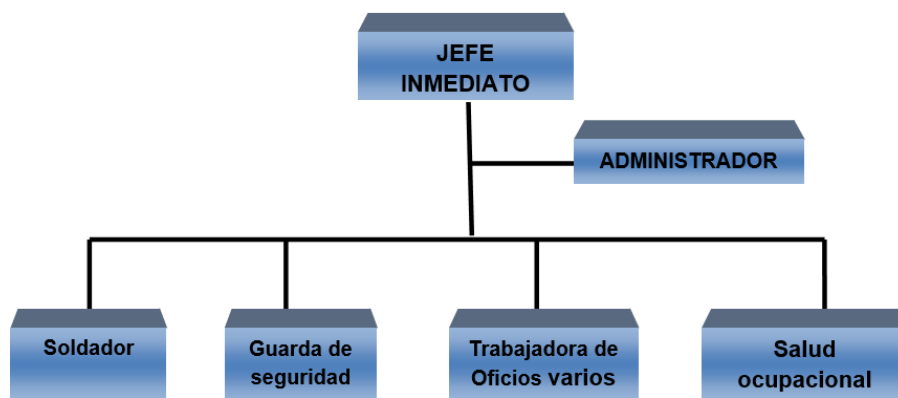 JEFE
INMEDIATO
ADMINISTRADOR
Soldador
Guarda de
seguridad
Trabajadora de
Oficios varios
Salud
ocupacional